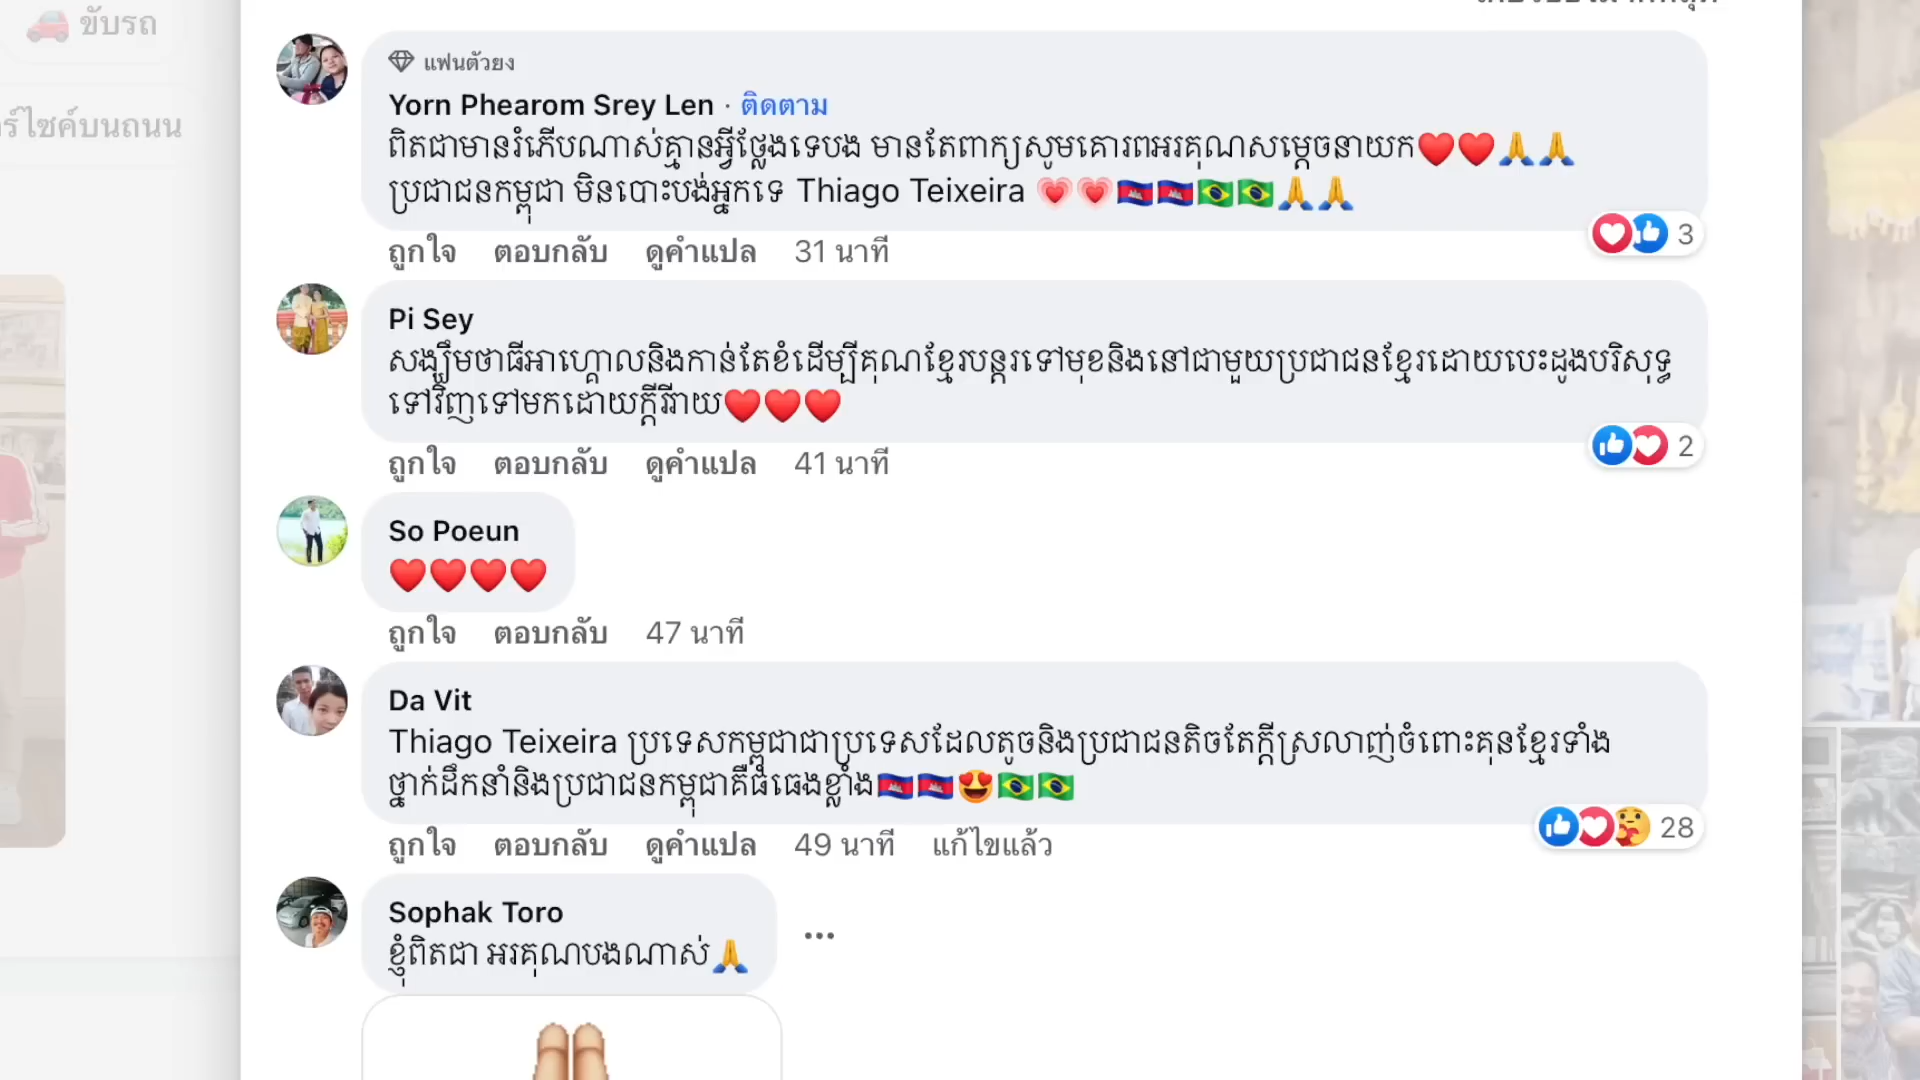 ขับรถ
ร์ไซค์บนถนน
แฟนตัวยง
Yorn Phearom Srey Len · ติดตาม
ពិតជាមានរំភើបណាស់គ្មានអ្វីថ្លែងទេបង មានតែពាក្យសូមគោរពអរគុណសម្ដេចនាយក❤️❤️🙏🙏
ប្រជាជនកម្ពុជា មិនបោះបង់អ្នកទេ Thiago Teixeira 💗💗🇰🇭🇰🇭🇧🇷🇧🇷🙏🙏
ถูกใจ ตอบกลับ ดูคำแปล 31 นาที
3
Pi Sey
សង្ឃឹមថាធីអាហ្គោលនិងកាន់តែខំដើម្បីគុណខ្មែរបន្តរទៅមុខនិងនៅជាមួយប្រជាជនខ្មែរដោយបេះដូងបរិសុទ្ធ
ទៅវិញទៅមកដោយក្ដីរីរាយ❤️❤️❤️
ถูกใจ ตอบกลับ ดูคำแปล 41 นาที
2
So Poeun
❤️❤️❤️❤️
ถูกใจ ตอบกลับ 47 นาที
Da Vit
Thiago Teixeira ប្រទេសកម្ពុជាជាប្រទេសដែលតូចនិងប្រជាជនតិចតែក្ដីស្រលាញ់ចំពោះគុនខ្មែរទាំង
ថ្នាក់ដឹកនាំនិងប្រជាជនកម្ពុជាគឺធំធេងខ្លាំង🇰🇭🇰🇭😍🇧🇷🇧🇷
ถูกใจ ตอบกลับ ดูคำแปล 49 นาที แก้ไขแล้ว
28
Sophak Toro
ខ្ញុំពិតជា អរគុណបងណាស់🙏